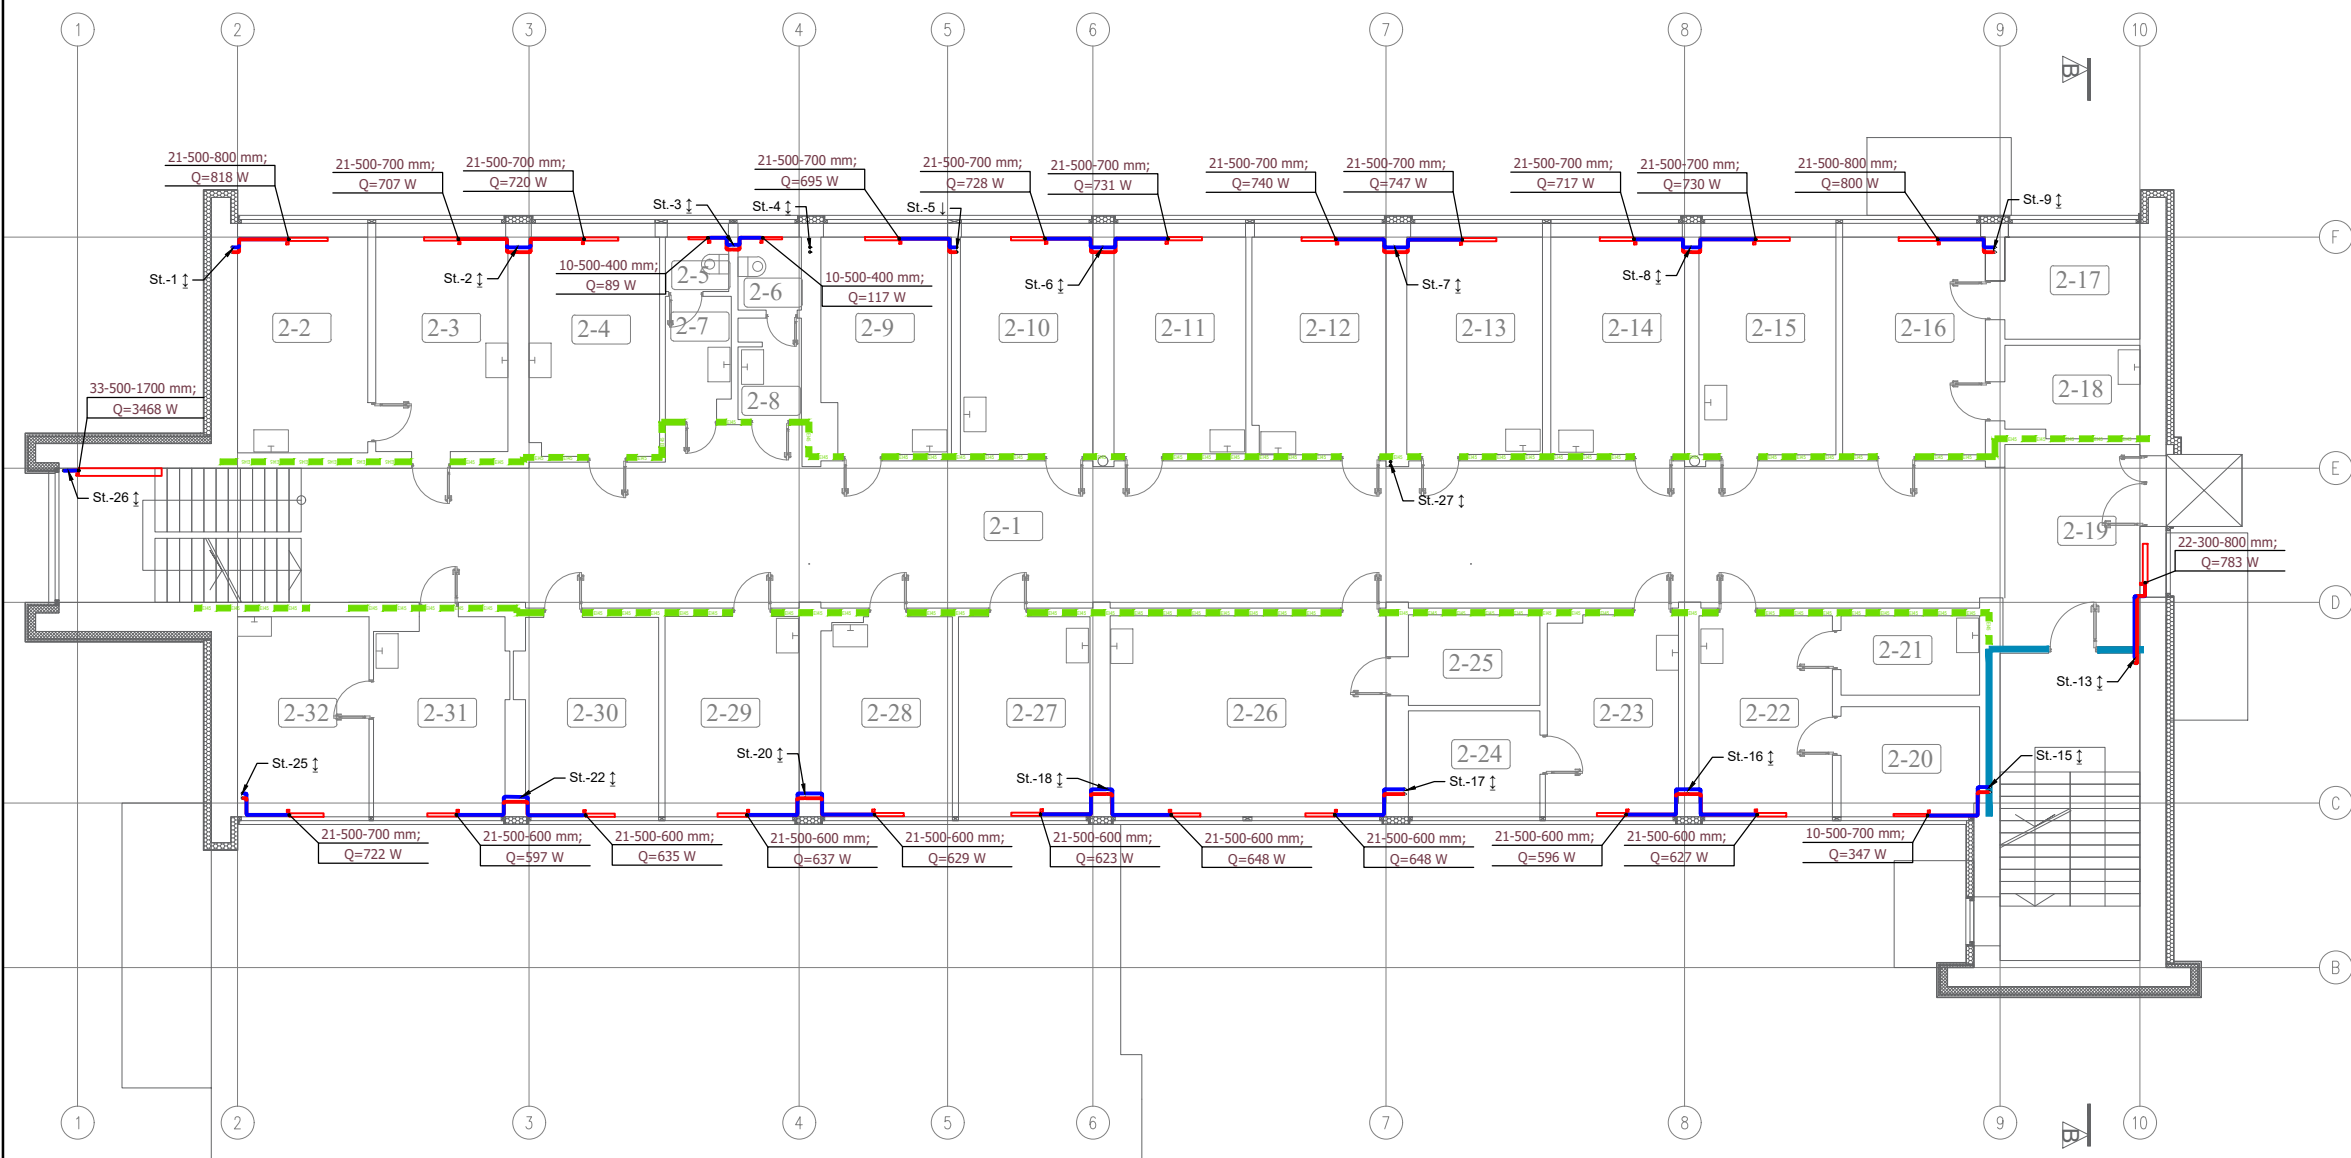 1
2
3
4
5
6
7
8
9
10
B
21-500-800 mm;
Q=818 W
21-500-700 mm;
Q=707 W
21-500-700 mm;
Q=720 W
21-500-700 mm;
Q=695 W
21-500-700 mm;
Q=728 W
21-500-700 mm;
Q=731 W
21-500-700 mm;
Q=740 W
21-500-700 mm;
Q=747 W
21-500-700 mm;
Q=717 W
21-500-700 mm;
Q=730 W
21-500-800 mm;
Q=800 W
St.-3 ↕
St.-4 ↕
St.-5 ↓
St.-9 ↕
F
St.-1 ↕
St.-2 ↕
10-500-400 mm;
Q=89 W
10-500-400 mm;
Q=117 W
St.-6 ↕
St.-7 ↕
St.-8 ↕
2-2
2-3
2-4
2-5
2-6
2-7
2-8
2-9
2-10
2-11
2-12
2-13
2-14
2-15
2-16
2-17
2-18
33-500-1700 mm;
Q=3468 W
St.-26 ↕
St.-27 ↕
E
2-1
2-19
22-300-800 mm;
Q=783 W
D
2-32
2-31
2-30
2-29
2-28
2-27
2-26
2-25
2-24
2-23
2-22
2-21
2-20
St.-13 ↕
St.-25 ↕
St.-22 ↕
St.-20 ↕
St.-18 ↕
St.-17 ↕
St.-16 ↕
St.-15 ↕
C
21-500-700 mm;
Q=722 W
21-500-600 mm;
Q=597 W
21-500-600 mm;
Q=635 W
21-500-600 mm;
Q=637 W
21-500-600 mm;
Q=629 W
21-500-600 mm;
Q=623 W
21-500-600 mm;
Q=648 W
21-500-600 mm;
Q=648 W
21-500-600 mm;
Q=596 W
21-500-600 mm;
Q=627 W
10-500-700 mm;
Q=347 W
B
1
2
3
4
5
6
7
8
9
10
B